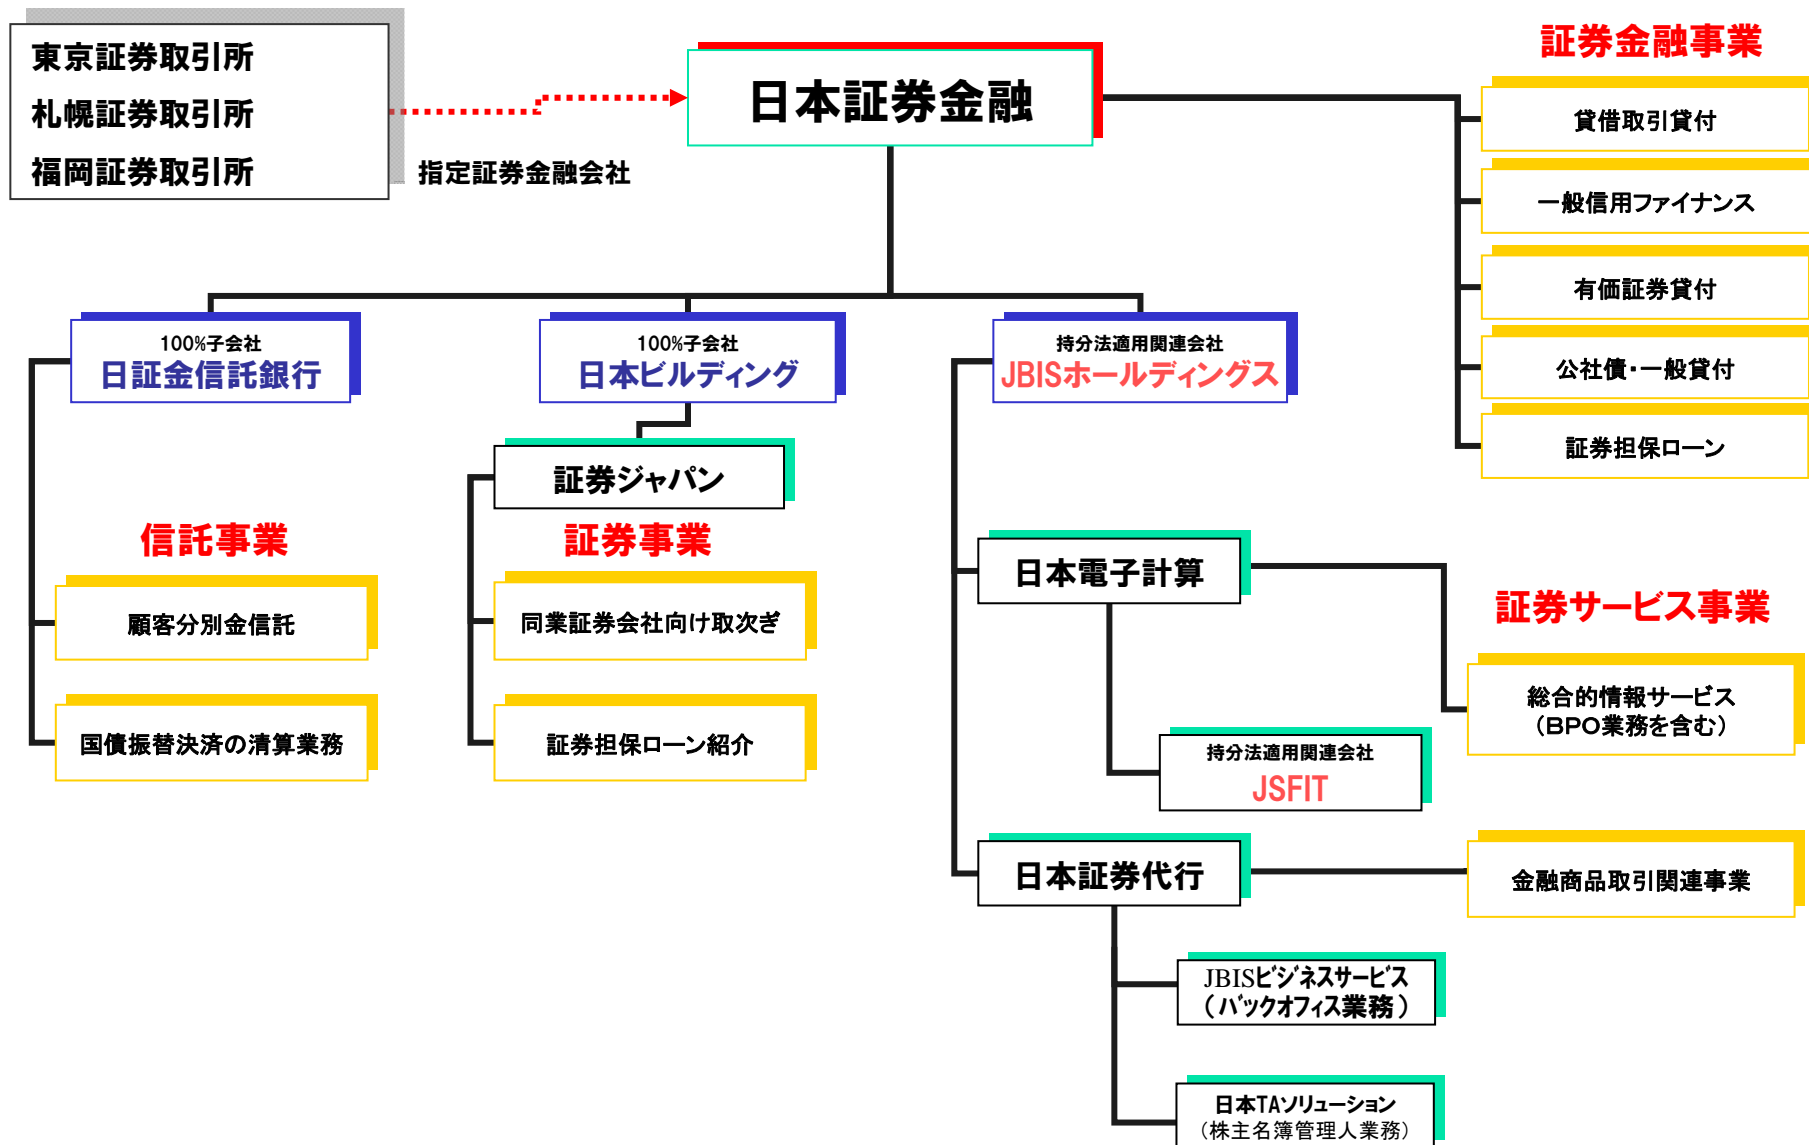 東京証券取引所
札幌証券取引所
福岡証券取引所
指定証券金融会社
日本証券金融
証券金融事業
貸借取引貸付
一般信用ファイナンス
有価証券貸付
公社債・一般貸付
証券担保ローン
100%子会社
日証金信託銀行
100%子会社
日本ビルディング
持分法適用関連会社
JBISホールディングス
証券ジャパン
信託事業
顧客分別金信託
国債振替決済の清算業務
証券事業
同業証券会社向け取次ぎ
証券担保ローン紹介
日本電子計算
証券サービス事業
総合的情報サービス
（BPO業務を含む）
持分法適用関連会社
JSFIT
日本証券代行
金融商品取引関連事業
JBISビジネスサービス
（バックオフィス業務）
日本TAソリューション
（株主名簿管理人業務）